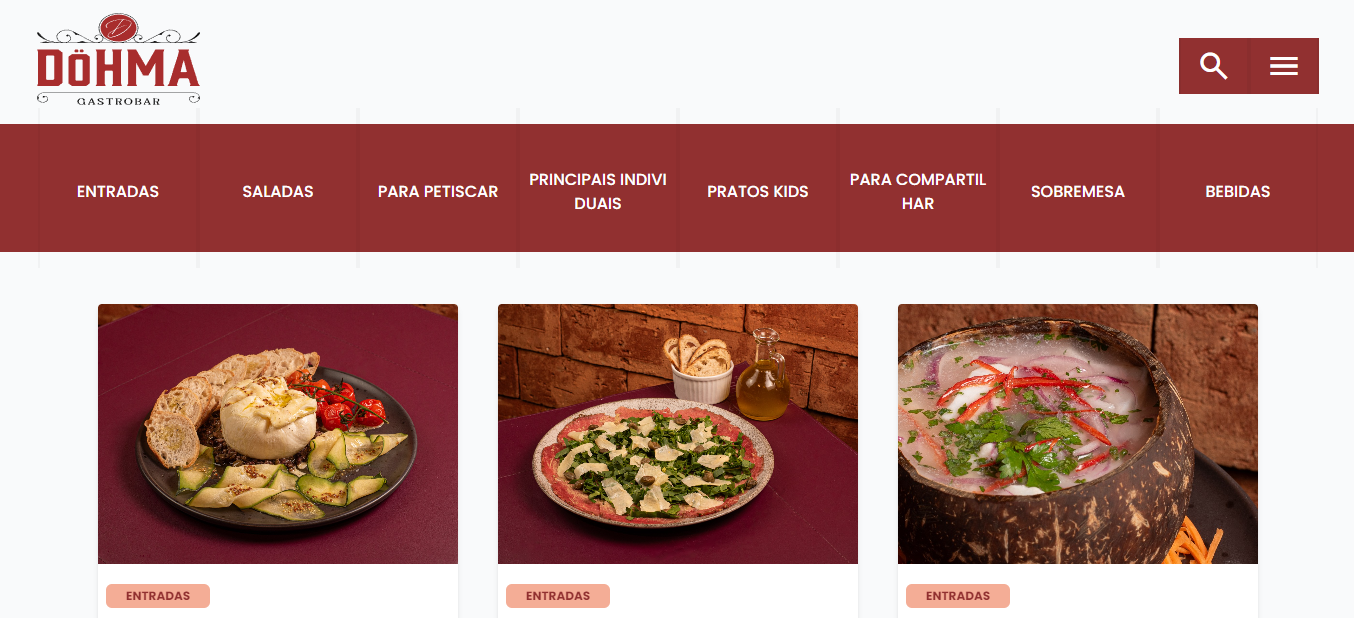 D
DÖHMA
GASTROBAR
ENTRADAS
SALADAS
PARA PETISCAR
PRINCIPAIS INDIVI
DUAIS
PRATOS KIDS
PARA COMPARTIL
HAR
SOBREMESA
BEBIDAS
ENTRADAS
ENTRADAS
ENTRADAS